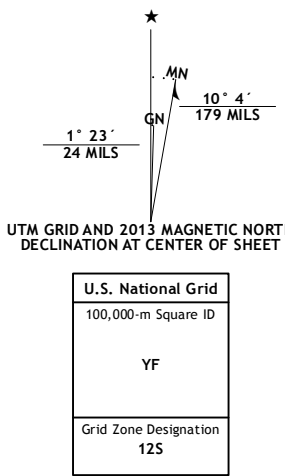 ★
MN
GN
10° 4´
179 MILS
1° 23´
24 MILS
UTM GRID AND 2013 MAGNETIC NORT
DECLINATION AT CENTER OF SHEET
U.S. National Grid
100,000-m Square ID
YF
Grid Zone Designation
12S